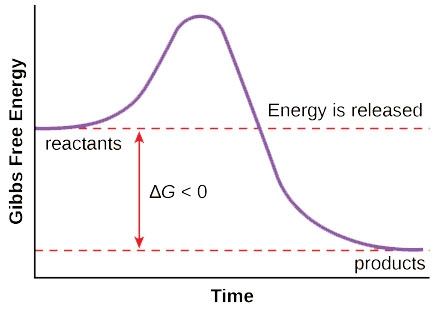 Gibbs Free Energy
Energy is released
reactants
ΔG < 0
products
Time